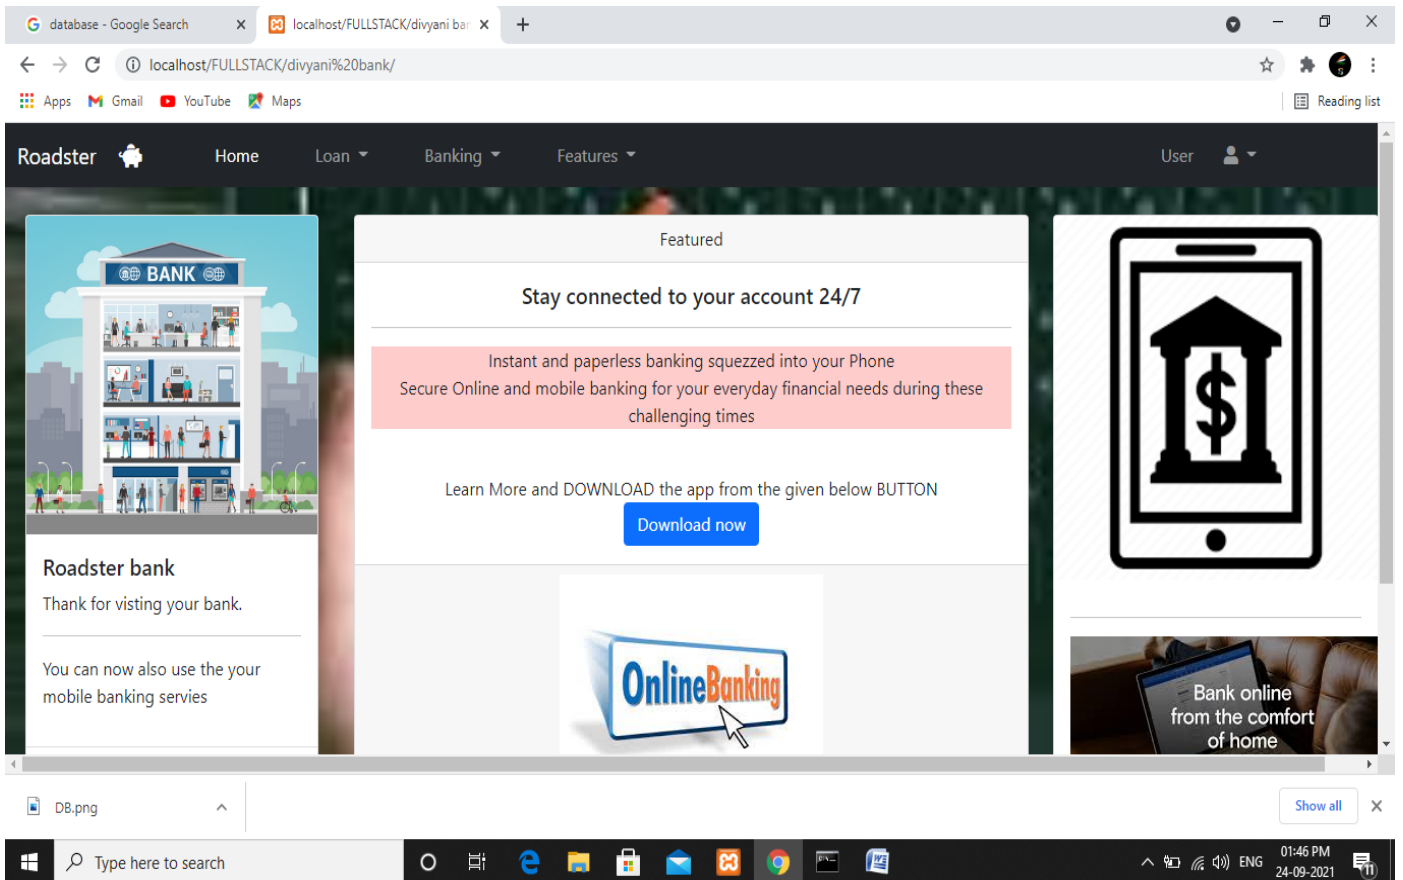 database - Google Search
localhost/FULLSTACK/divyani ban
localhost/FULLSTACK/divyani%20bank/
Apps Gmail YouTube Maps
Reading list
Roadster Home Loan Banking Features User
BANK
Roadster bank
Thank for visting your bank.
You can now also use the your
mobile banking servies
Featured
Stay connected to your account 24/7
Instant and paperless banking squezzed into your Phone
Secure Online and mobile banking for your everyday financial needs during these
challenging times
Learn More and DOWNLOAD the app from the given below BUTTON
Download now
OnlineBanking
$
Bank online
from the comfort
of home
DB.png
Show all
Type here to search
ENG
01:46 PM
24-09-2021
11